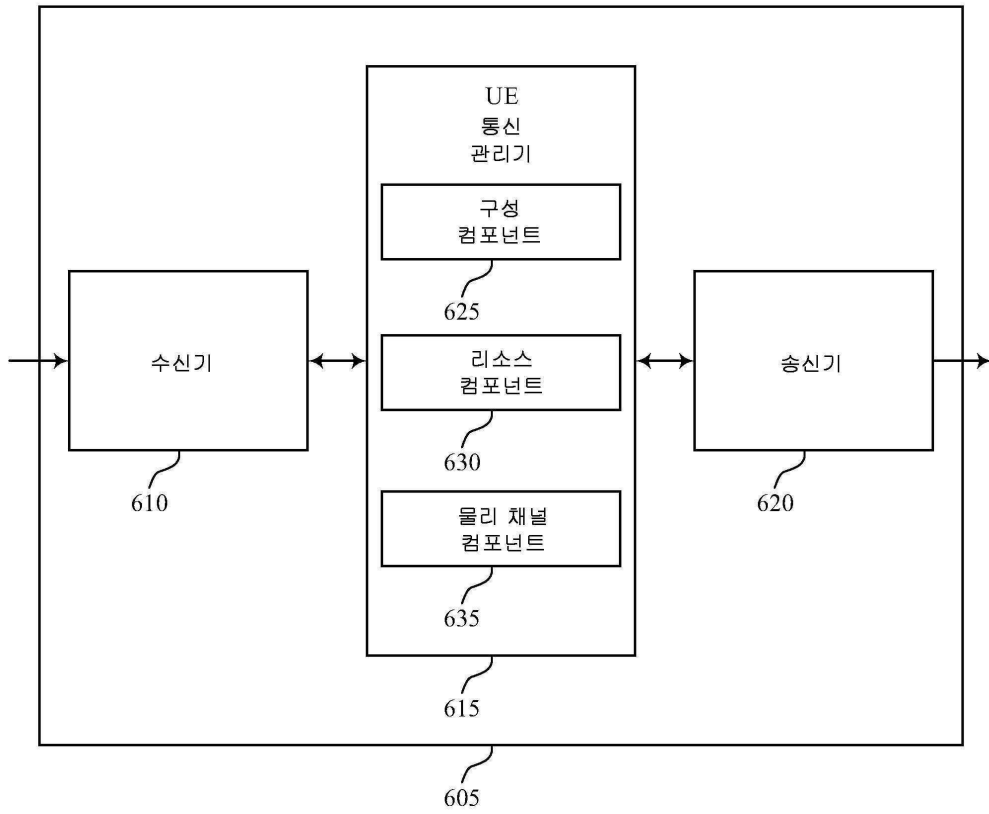 UE
통신
관리기
구성
컴포넌트
625
수신기
610
리소스
컴포넌트
630
송신기
620
물리 채널
컴포넌트
635
615
605